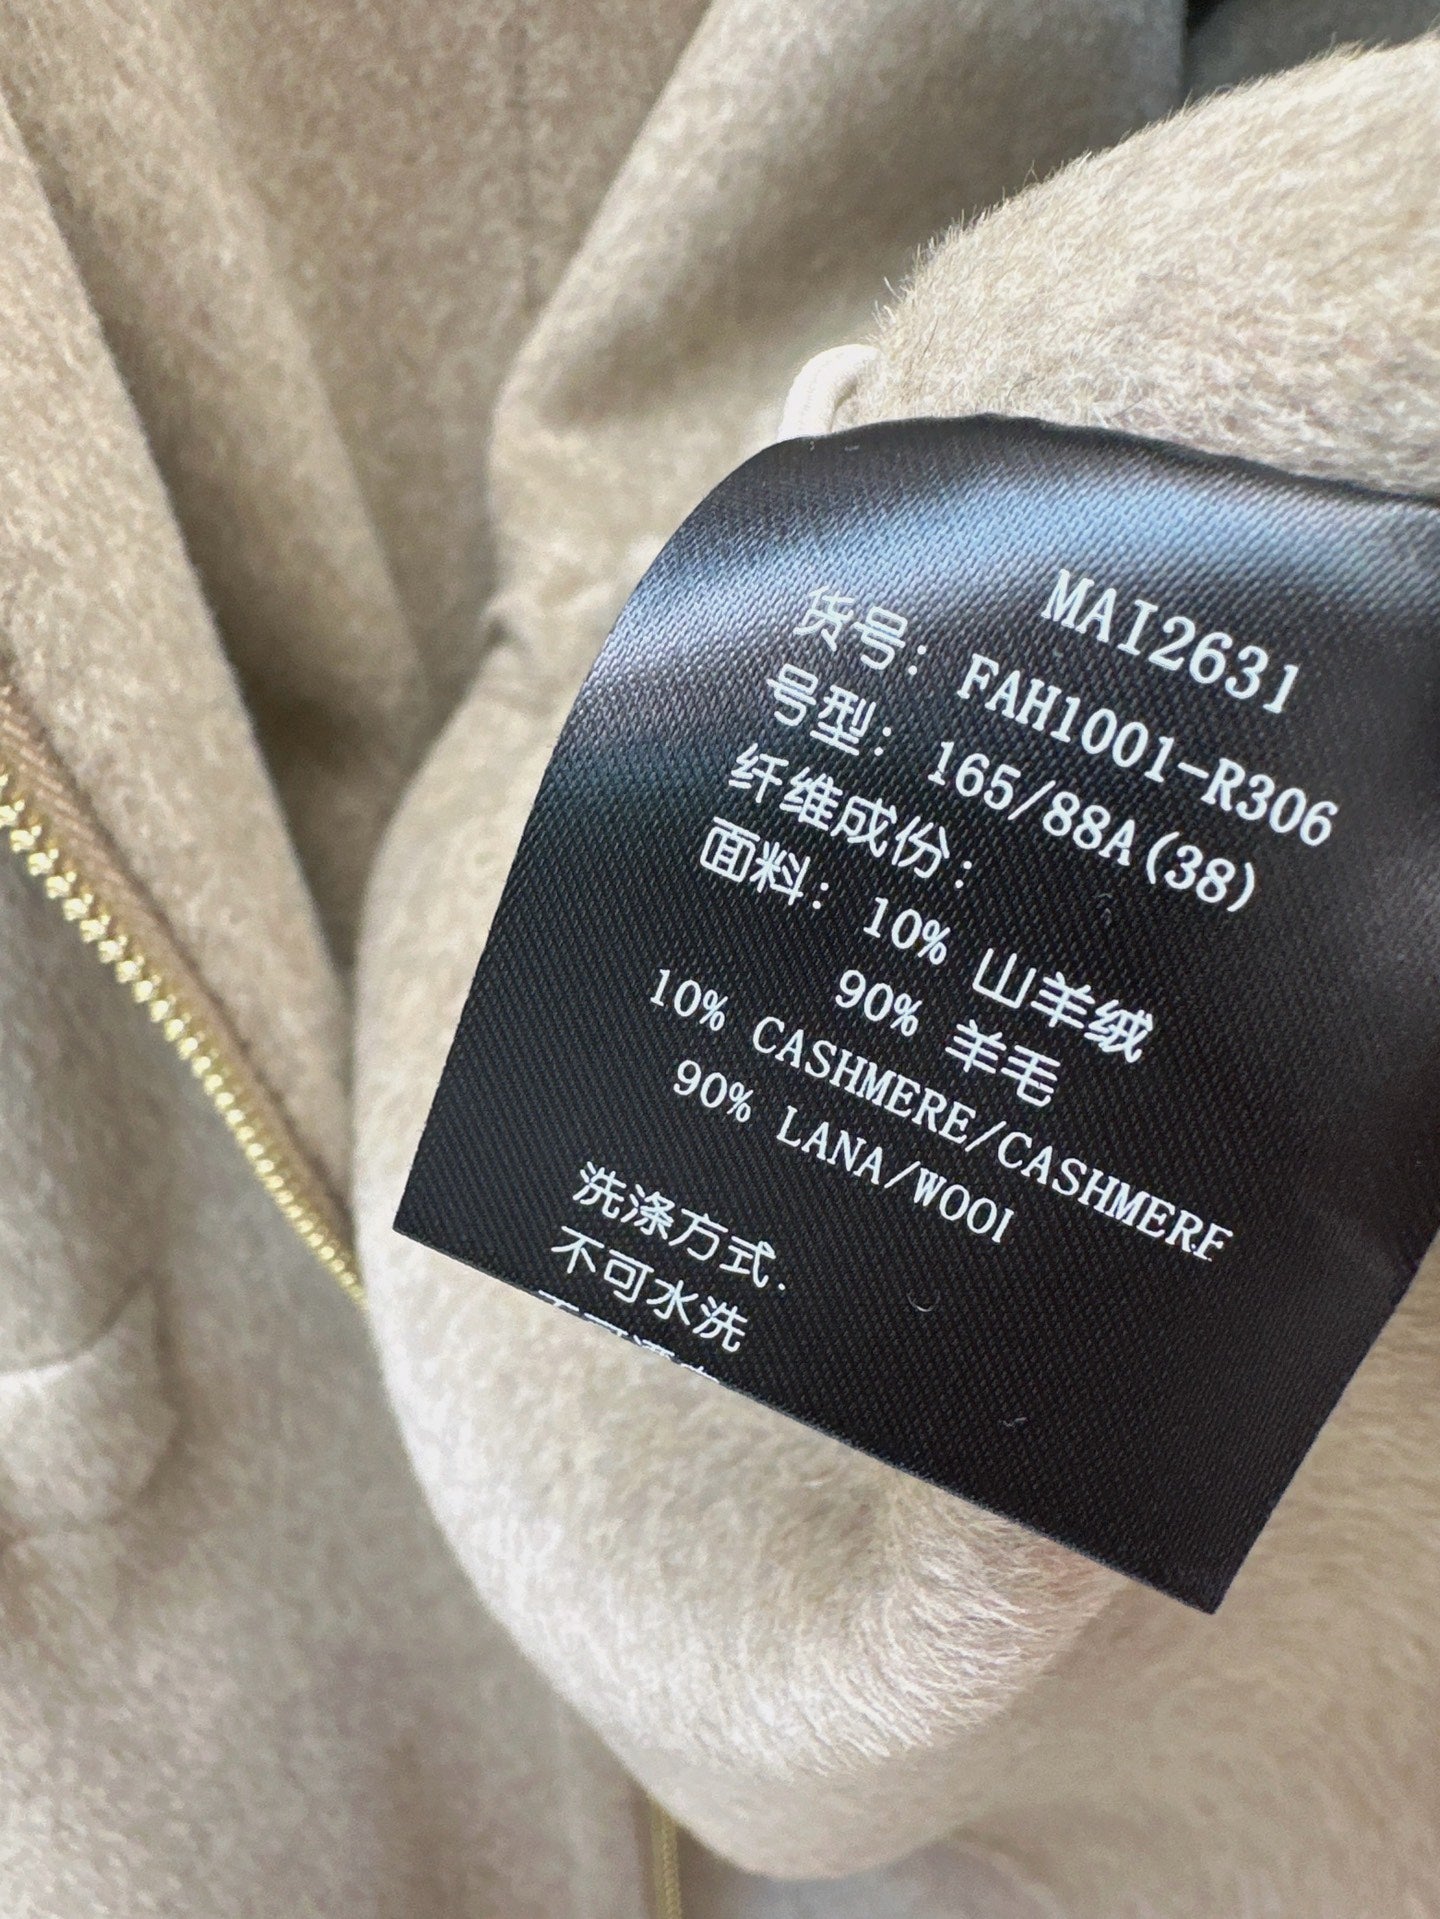 MAI2631
货号: FAH1001-R306
号型: 165/88A(38)
纤维成份:
面料: 10% 山羊绒
90% 羊毛
10% CASHMERE/CASHMERE
90% LANA/WOOl
洗涤方式.
不可水洗